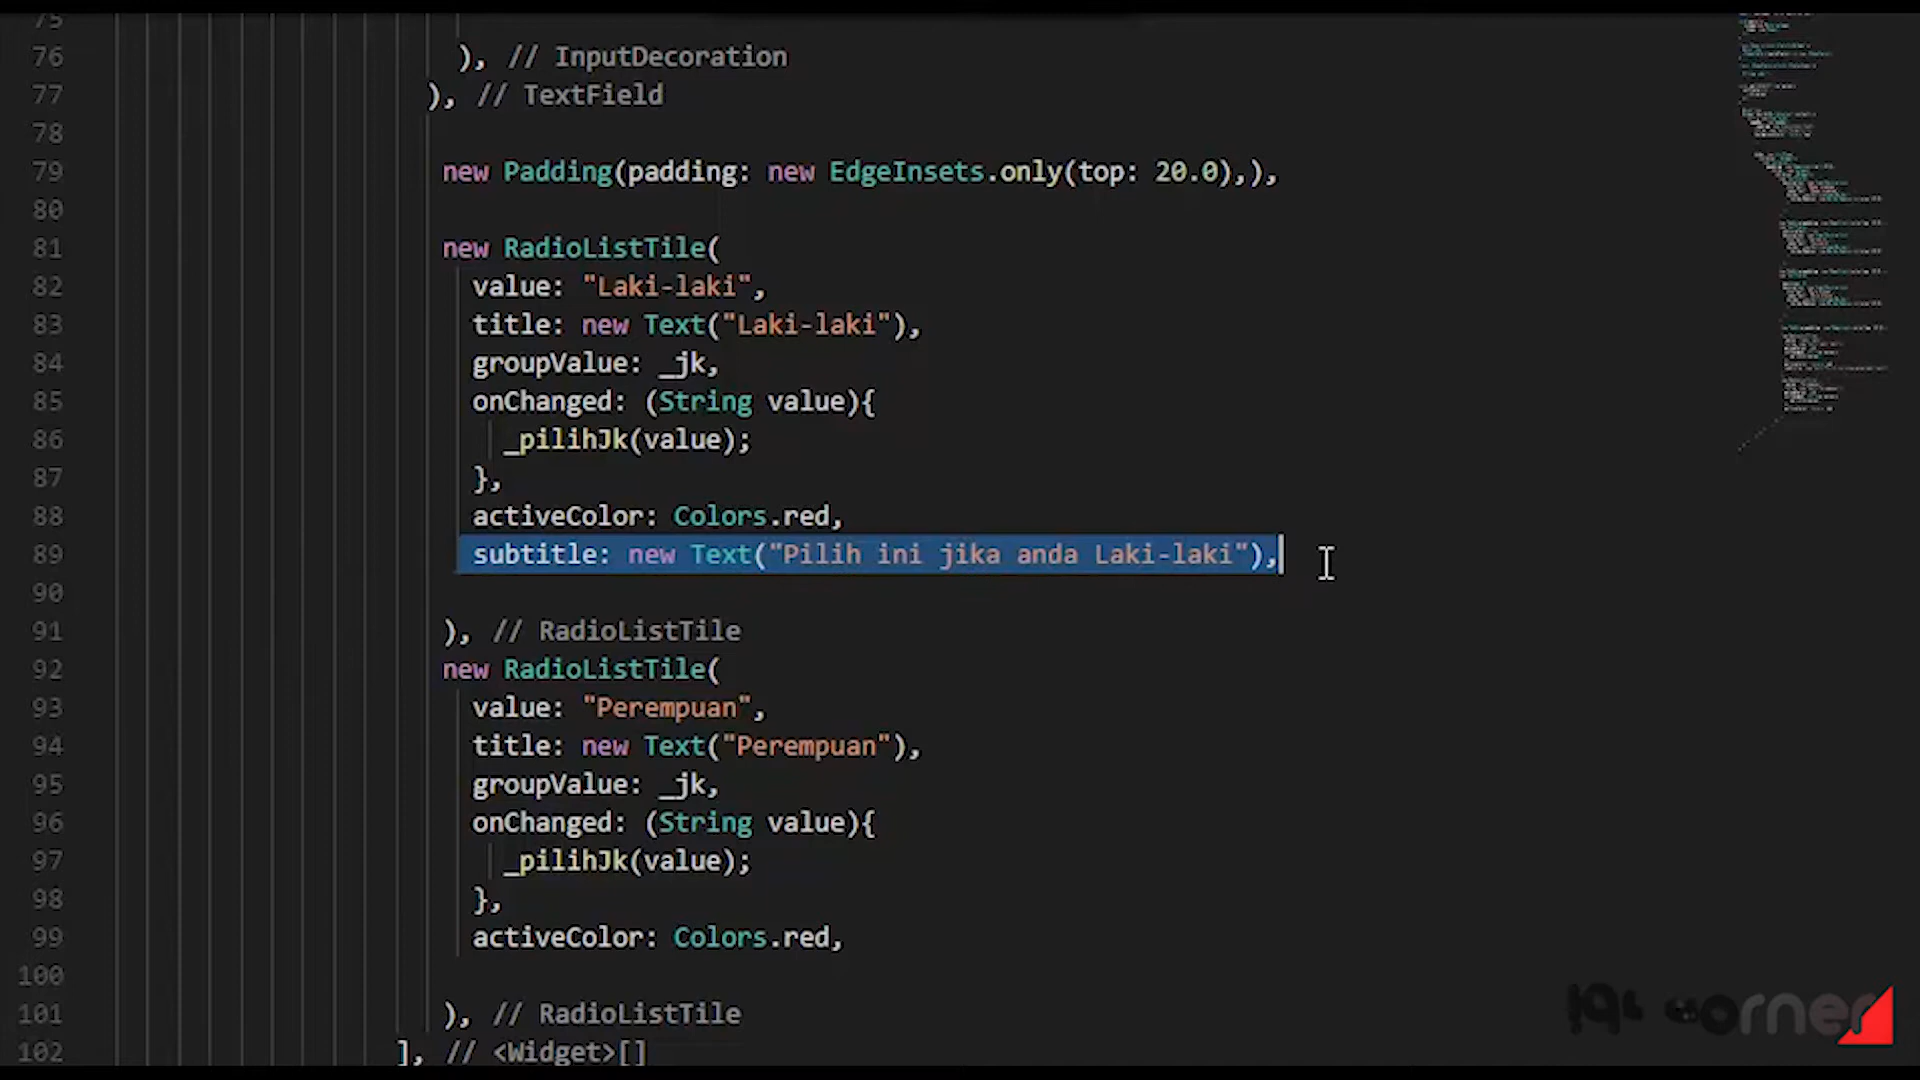 75
76 ), // InputDecoration
77 ), // TextField
78
79 new Padding(padding: new EdgeInsets.only(top: 20.0),),
80
81 new RadioListTile(
82 value: "Laki-laki",
83 title: new Text("Laki-laki"),
84 groupValue: _jk,
85 onChanged: (String value){
86 _pilihJk(value);
87 },
88 activeColor: Colors.red,
89 subtitle: new Text("Pilih ini jika anda Laki-laki"),
90
91 ), // RadioListTile
92 new RadioListTile(
93 value: "Perempuan",
94 title: new Text("Perempuan"),
95 groupValue: _jk,
96 onChanged: (String value){
97 _pilihJk(value);
98 },
99 activeColor: Colors.red,
100
101 ), // RadioListTile
102 ], // <Widget>[]